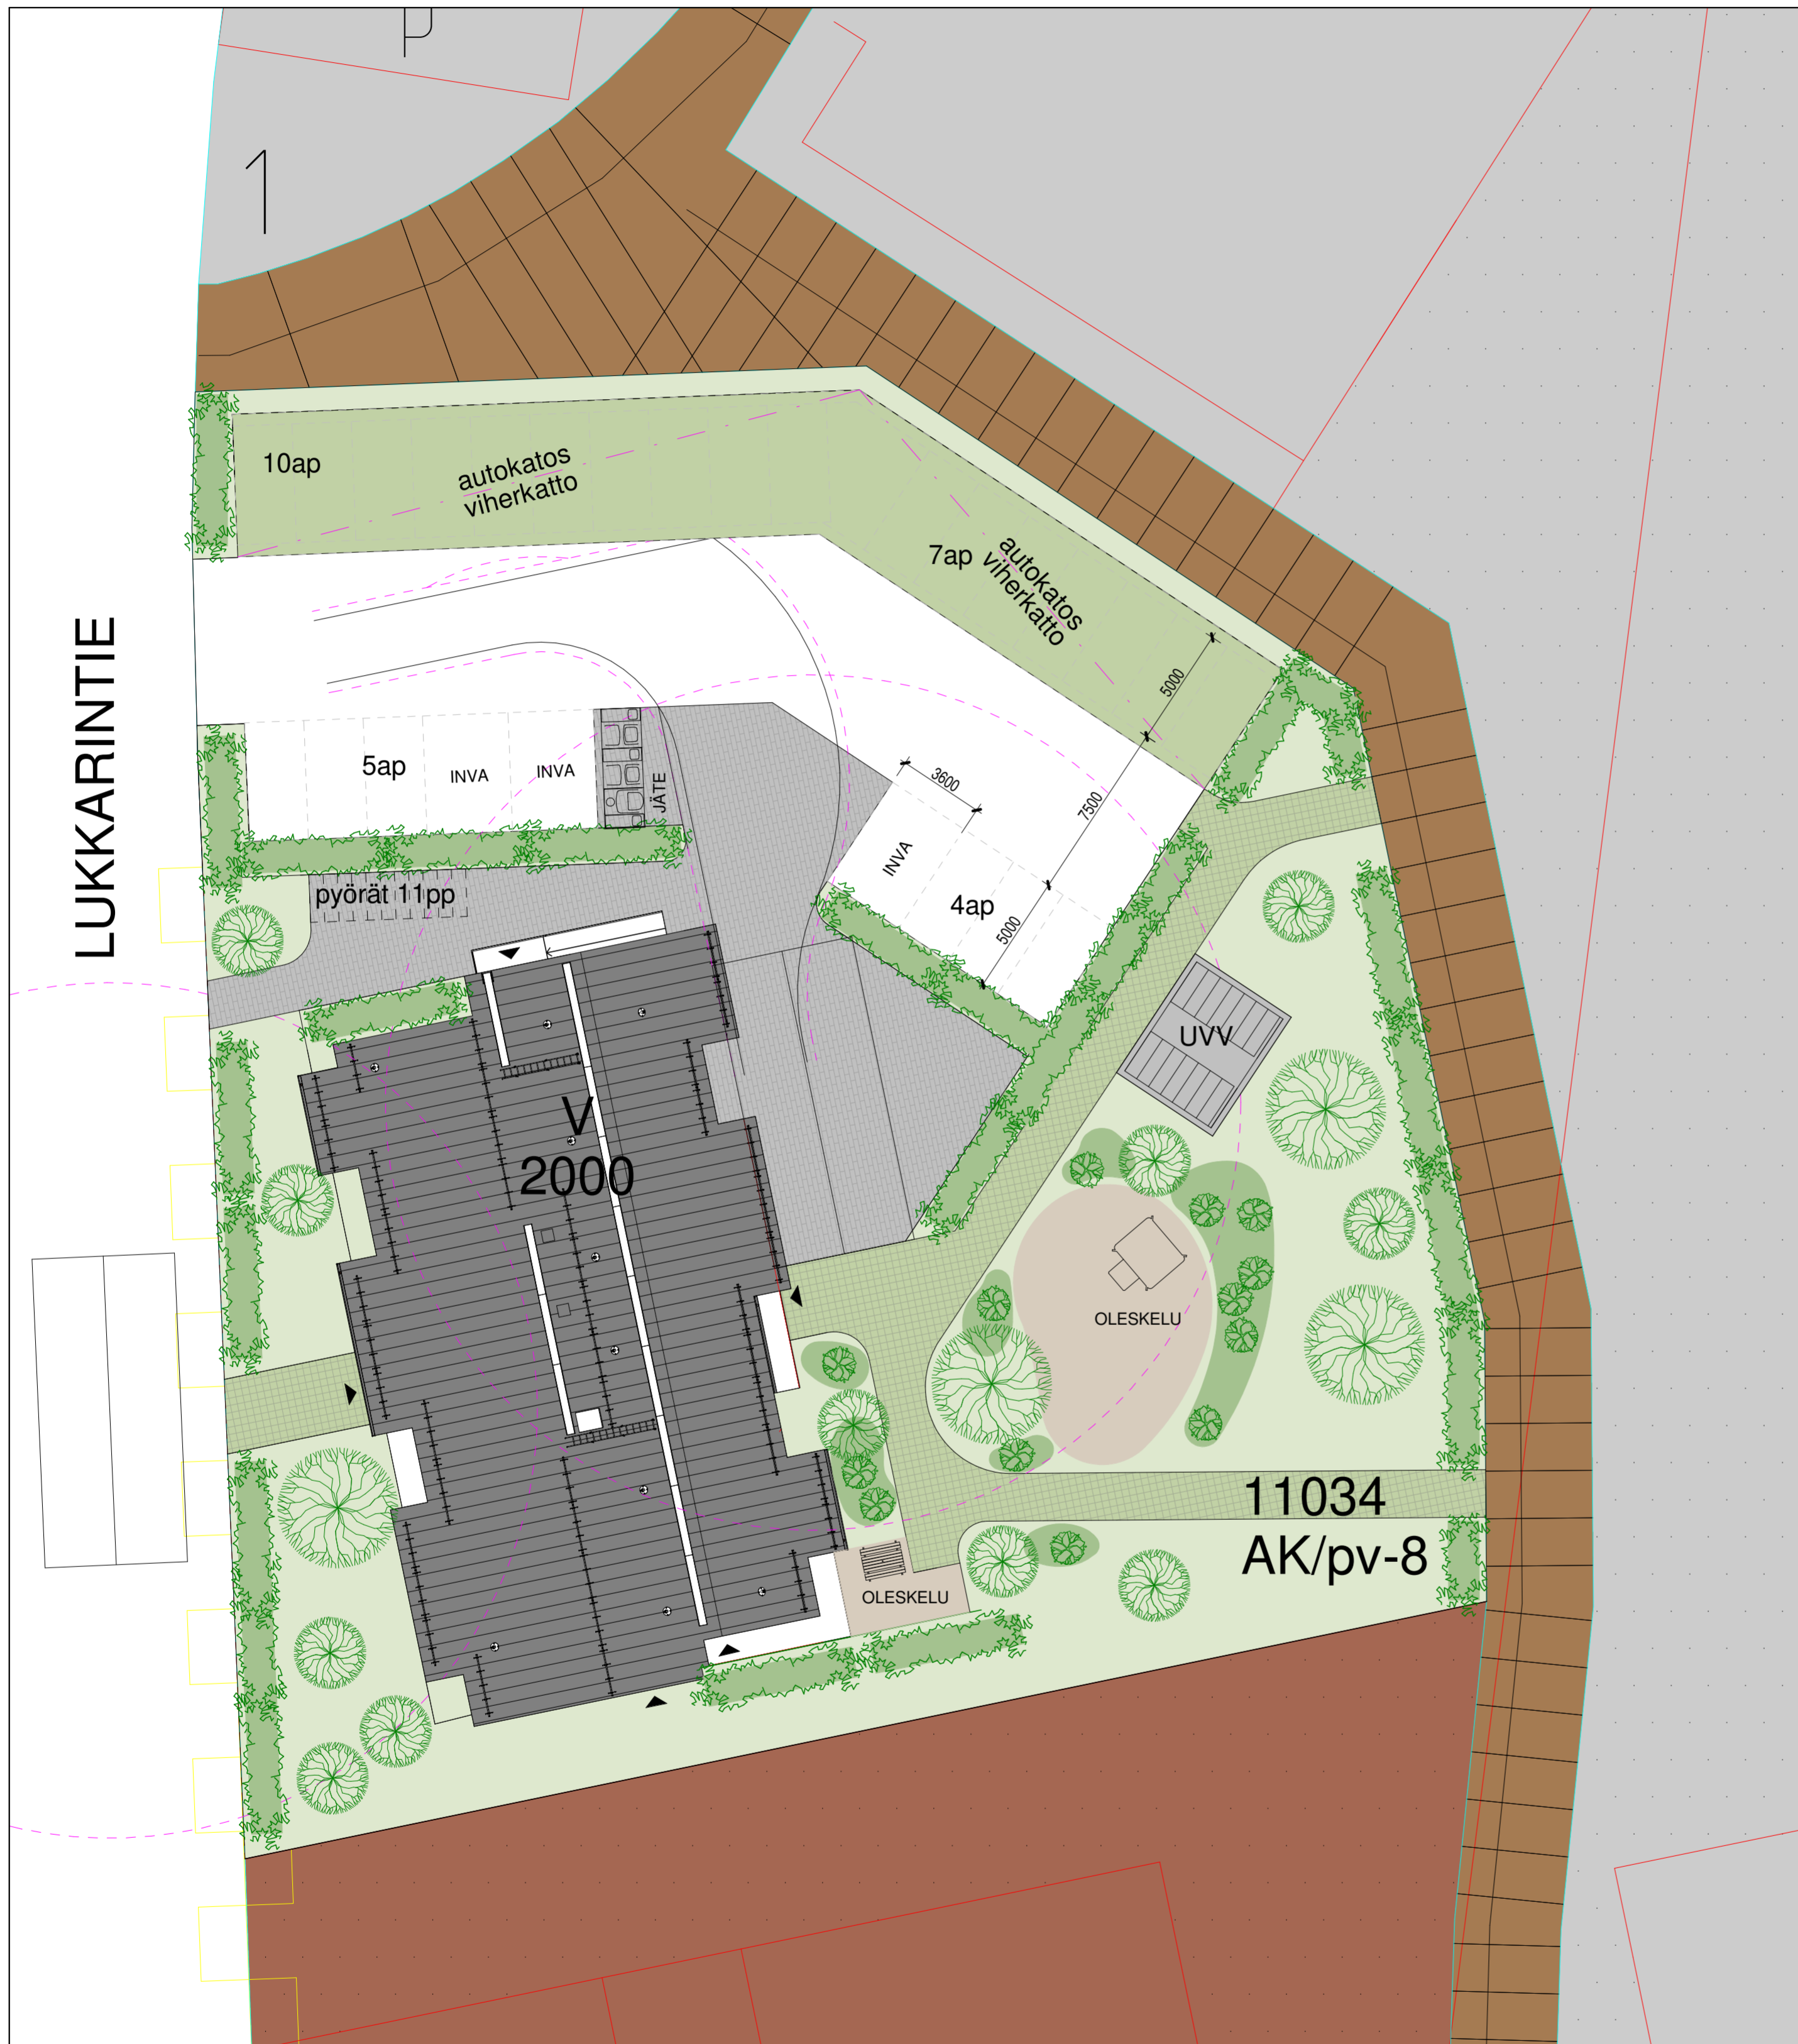 1
10ap
autokatos
viherkatto
7ap
autokatos
viherkatto
5000
LUKKARINTIE
5ap
INVA
INVA
JÄTE
3600
7500
INVA
4ap
5000
pyörät 11pp
UVV
V
2000
OLESKELU
11034
AK/pv-8
OLESKELU